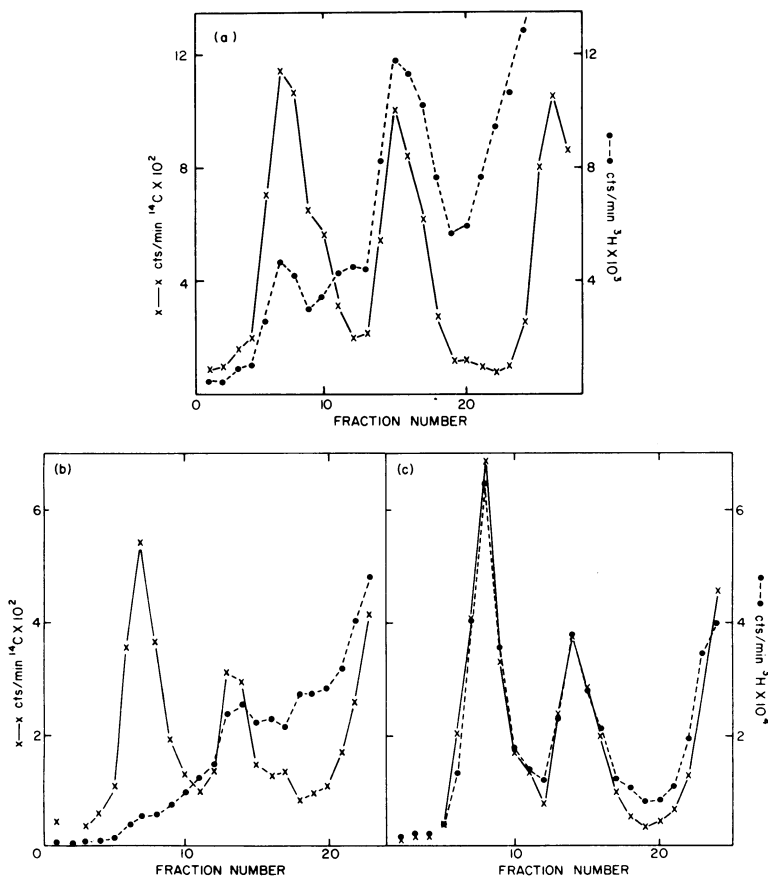 (a)
12
8
4
x—x cts/min ¹⁴C X 10²
12
8
4
●--● cts/min ³H X 10³
0
10
20
FRACTION NUMBER
(b)
6
4
2
0
x—x cts/min ¹⁴C X 10²
10
20
FRACTION NUMBER
(c)
6
4
2
●--● cts/min ³H X 10⁴
10
20
FRACTION NUMBER